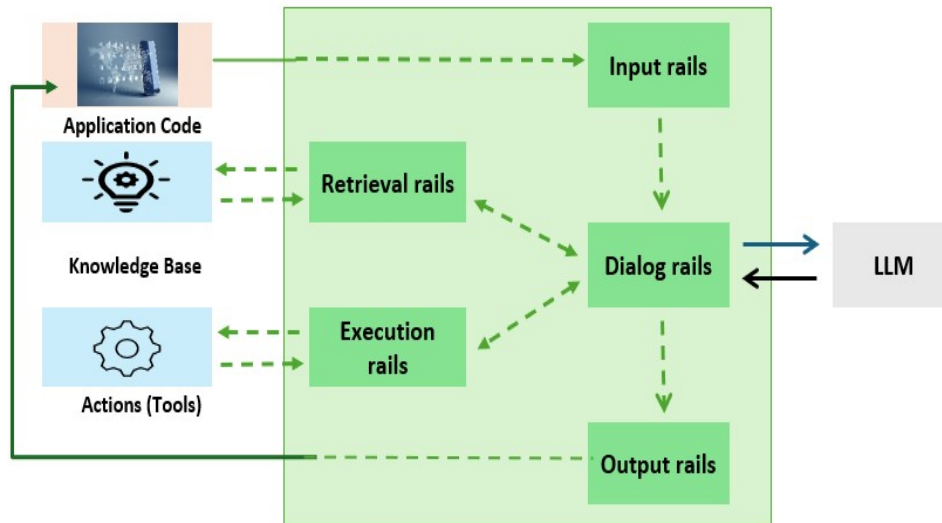 Input rails
Application Code
Retrieval rails
Dialog rails
LLM
Knowledge Base
Execution
rails
Actions (Tools)
Output rails